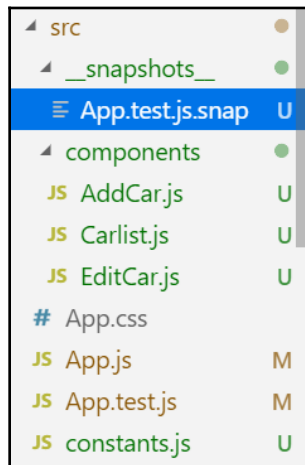 src
__snapshots__
App.test.js.snap U
components
JS AddCar.js U
JS Carlist.js U
JS EditCar.js U
# App.css
JS App.js M
JS App.test.js M
JS constants.js U